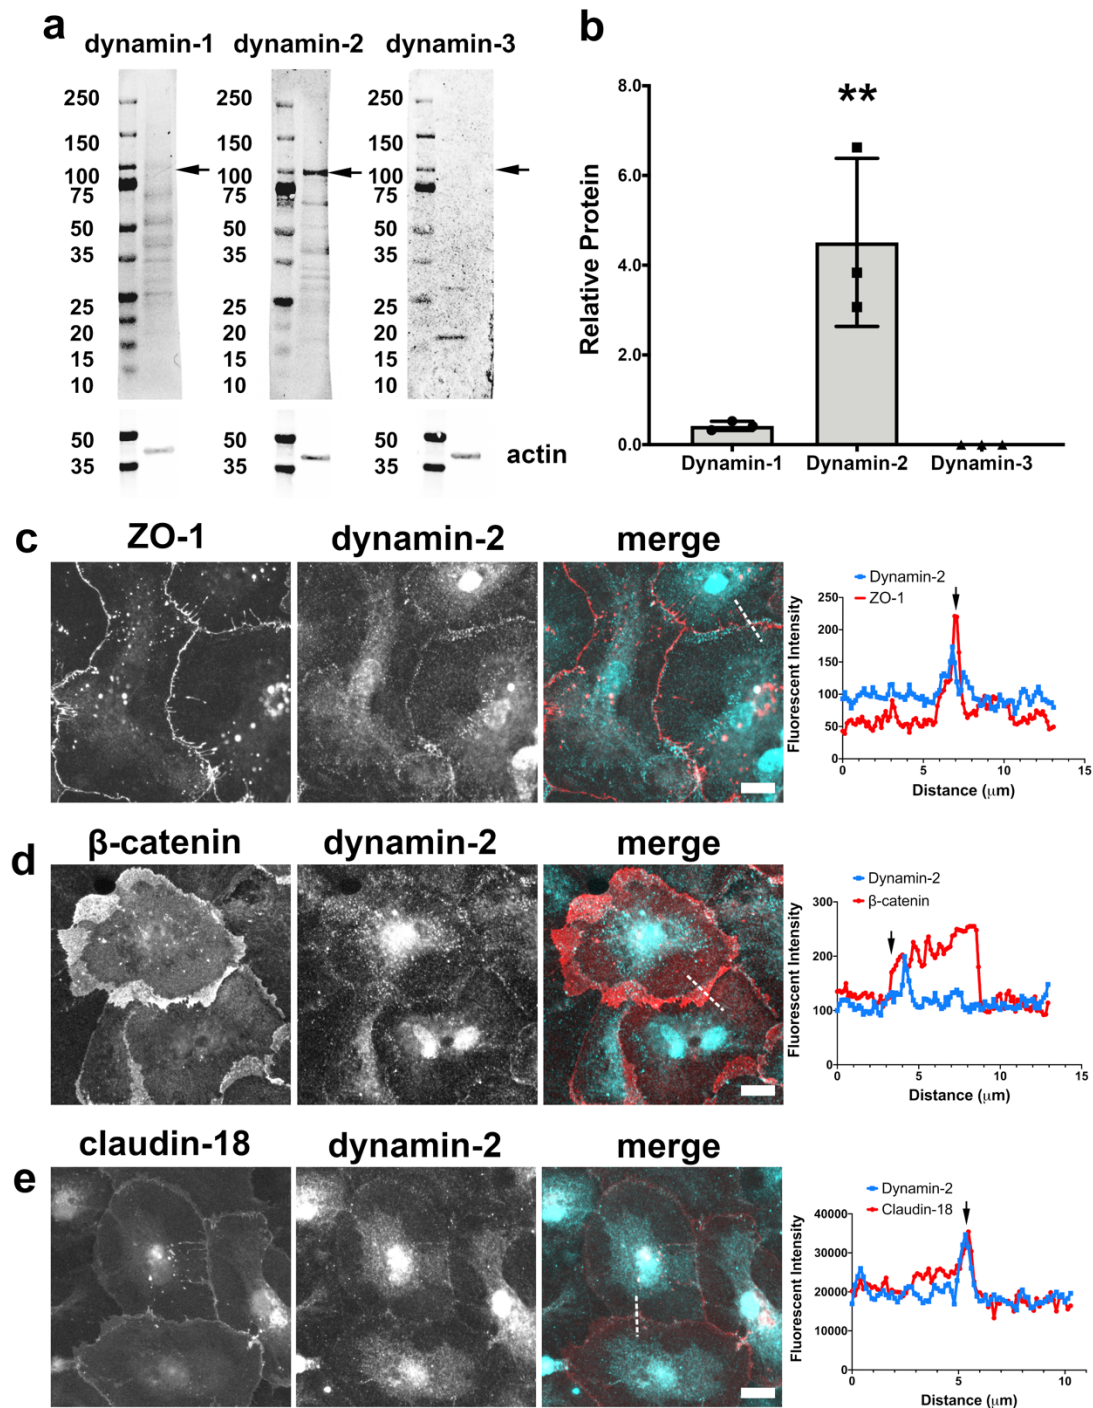 a
dynamin-1 dynamin-2 dynamin-3
250 250 250
150 150 150
100 100 100
75 75 75
50 50 50
35 35 35
25 25 25
20 20 20
15 15 15
10 10 10
50 50 50
35 35 35
actin
b
Relative Protein
8.0
6.0
4.0
2.0
0.0
**
Dynamin-1 Dynamin-2 Dynamin-3
c
ZO-1 dynamin-2 merge
Dynamin-2
ZO-1
Fluorescent Intensity
250
200
150
100
50
0
0 5 10 15
Distance (μm)
d
β-catenin dynamin-2 merge
Dynamin-2
β-catenin
Fluorescent Intensity
300
200
100
0
0 5 10 15
Distance (μm)
e
claudin-18 dynamin-2 merge
Dynamin-2
Claudin-18
Fluorescent Intensity
40000
30000
20000
10000
0
0 5 10
Distance (μm)